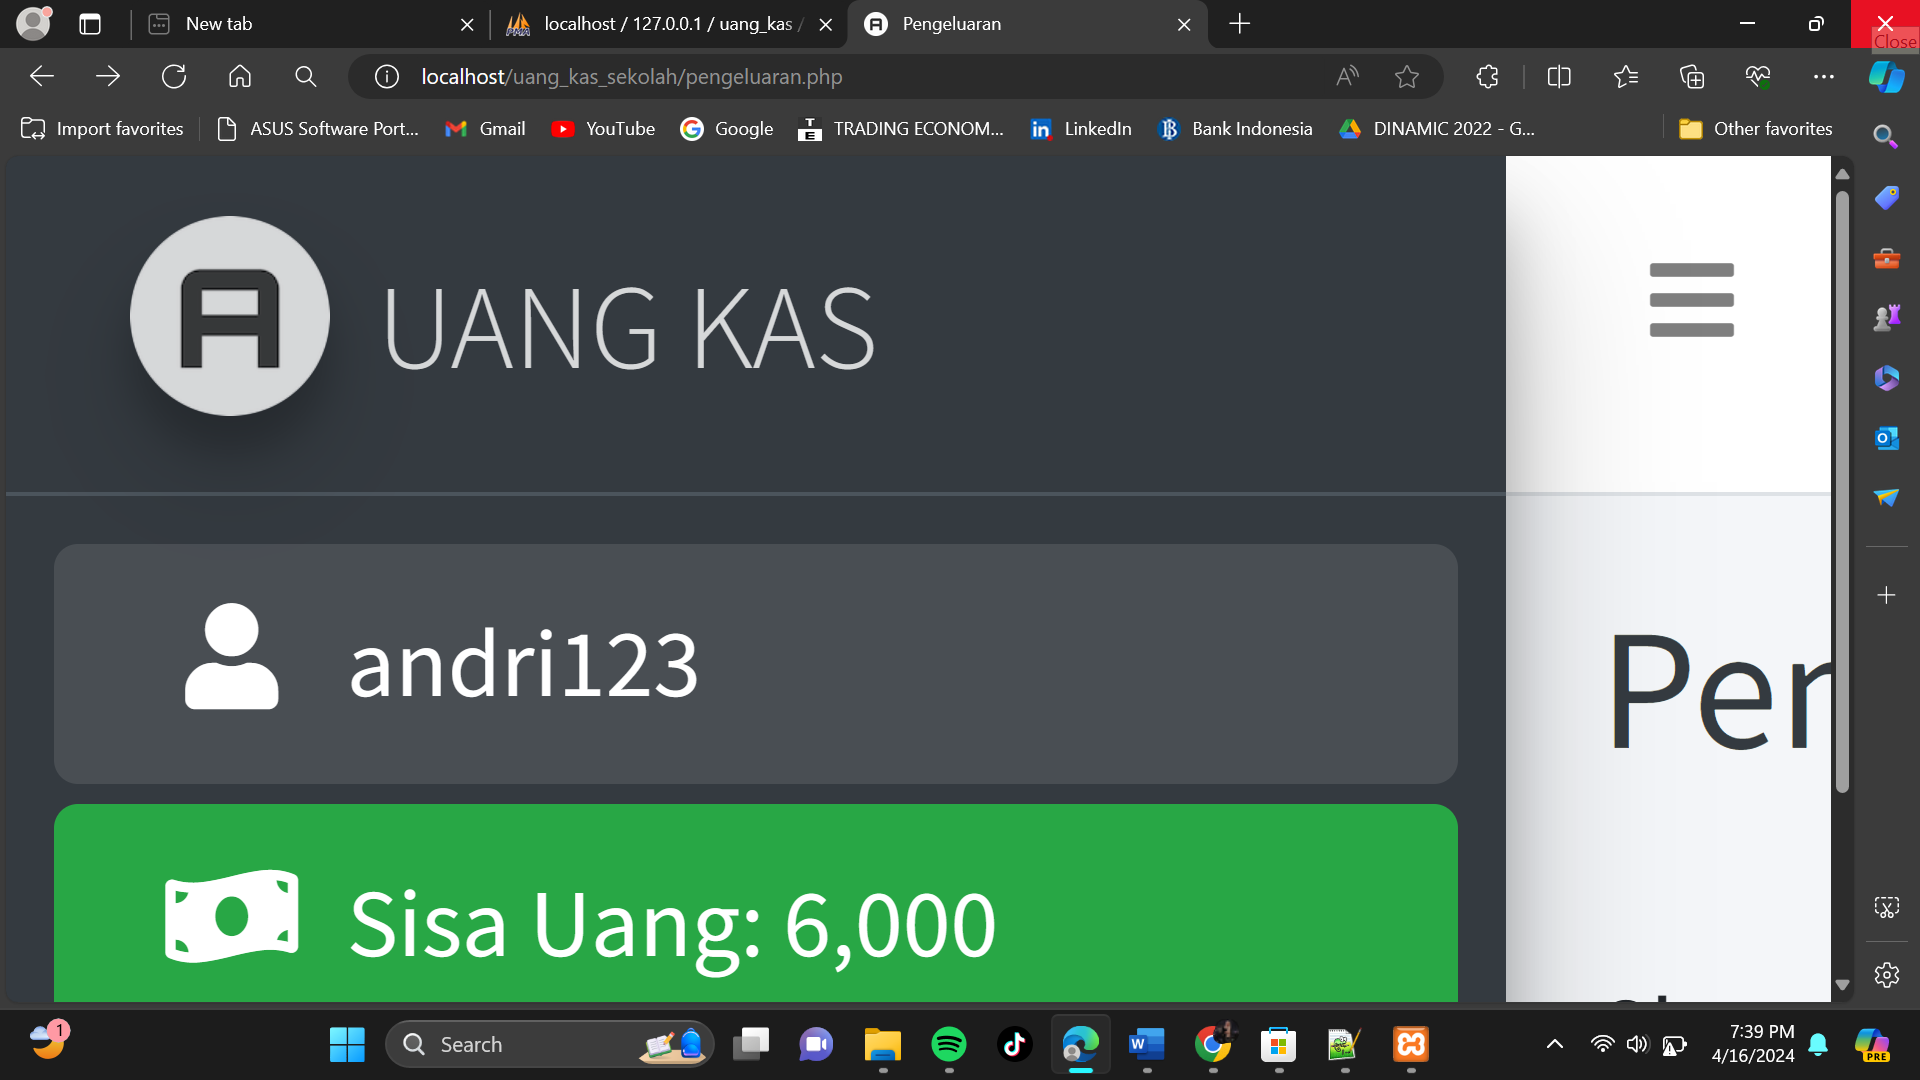 New tab
localhost / 127.0.0.1 / uang_kas /
Pengeluaran
Close
localhost/uang_kas_sekolah/pengeluaran.php
Import favorites
ASUS Software Port...
Gmail
YouTube
Google
TRADING ECONOM...
LinkedIn
Bank Indonesia
DINAMIC 2022 - G...
Other favorites
UANG KAS
andri123
Per
Sisa Uang: 6,000
1
Search
7:39 PM
4/16/2024
PRE